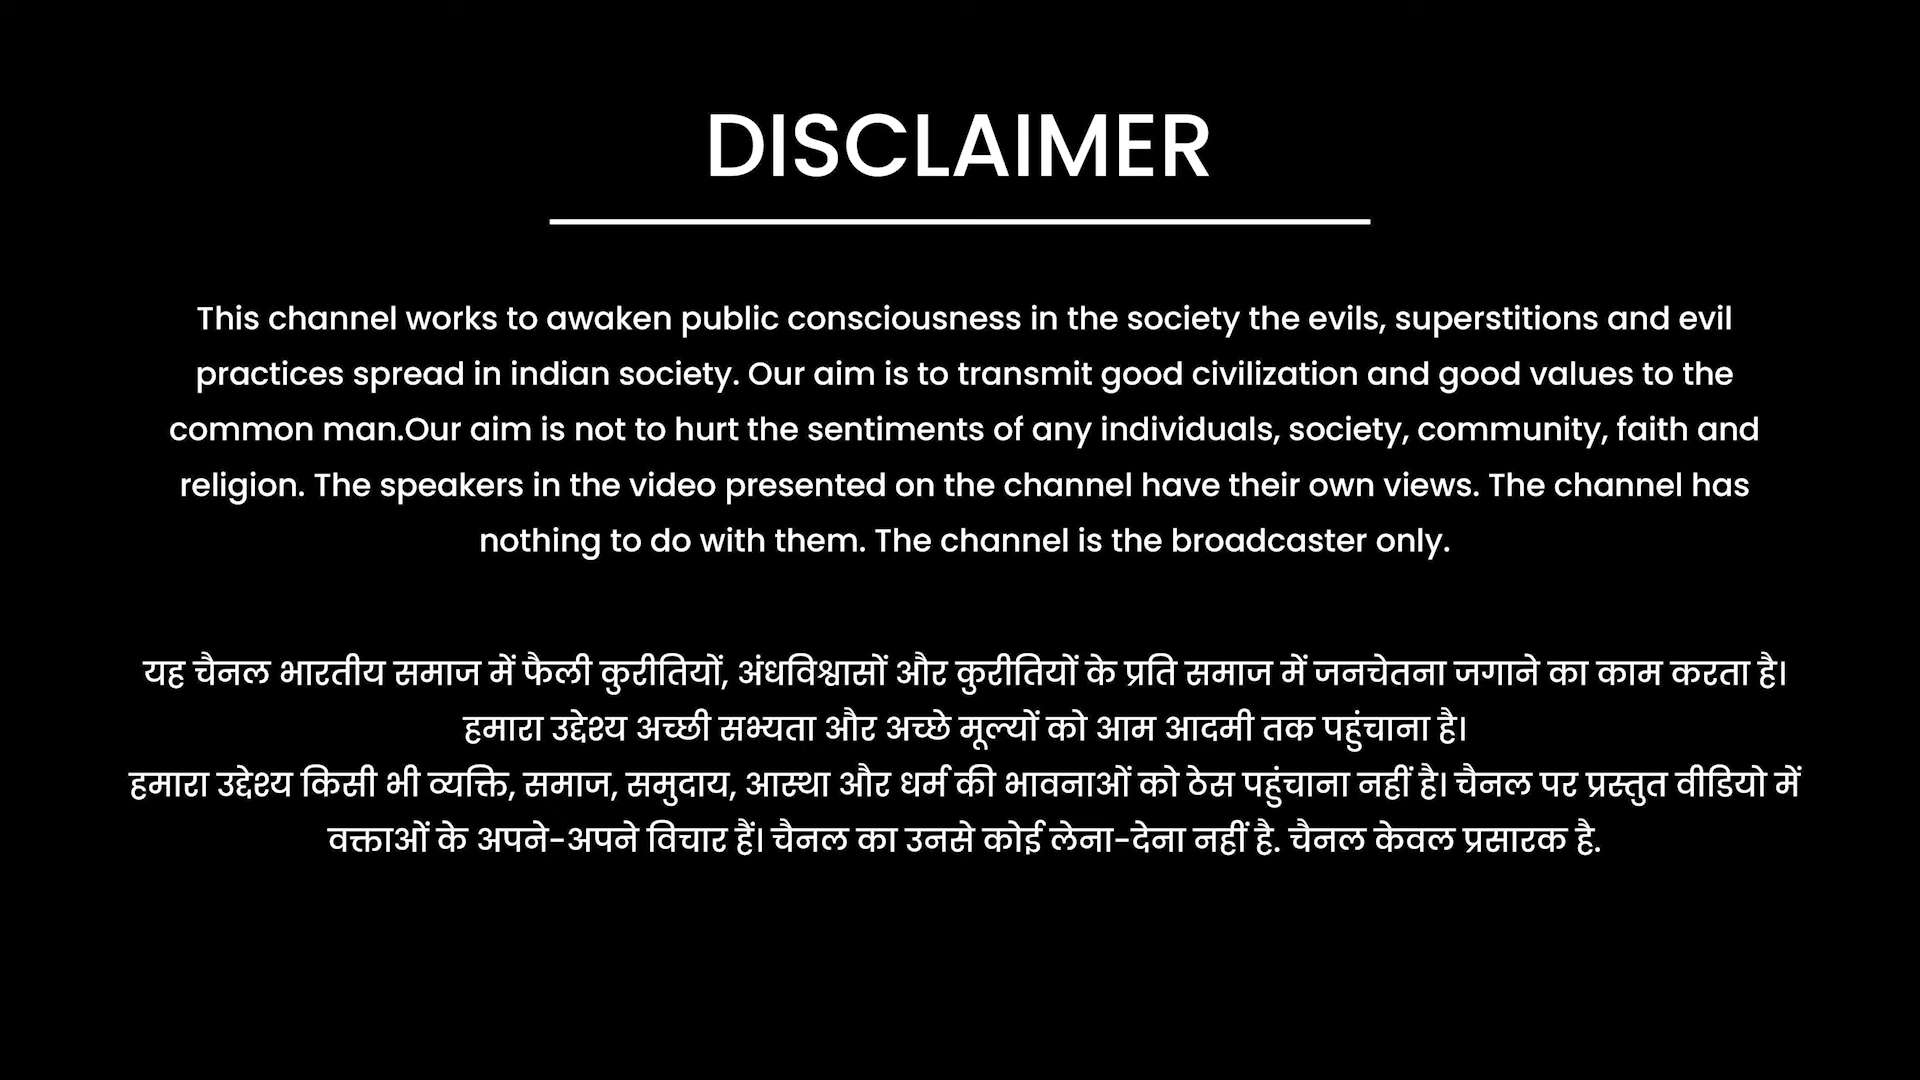 DISCLAIMER
This channel works to awaken public consciousness in the society the evils, superstitions and evil
practices spread in indian society. Our aim is to transmit good civilization and good values to the
common man.Our aim is not to hurt the sentiments of any individuals, society, community, faith and
religion. The speakers in the video presented on the channel have their own views. The channel has
nothing to do with them. The channel is the broadcaster only.
यह चैनल भारतीय समाज में फैली कुरीतियों, अंधविश्वासों और कुरीतियों के प्रति समाज में जनचेतना जगाने का काम करता है।
हमारा उद्देश्य अच्छी सभ्यता और अच्छे मूल्यों को आम आदमी तक पहुंचाना है।
हमारा उद्देश्य किसी भी व्यक्ति, समाज, समुदाय, आस्था और धर्म की भावनाओं को ठेस पहुंचाना नहीं है। चैनल पर प्रस्तुत वीडियो में
वक्ताओं के अपने-अपने विचार हैं। चैनल का उनसे कोई लेना-देना नहीं है. चैनल केवल प्रसारक है.